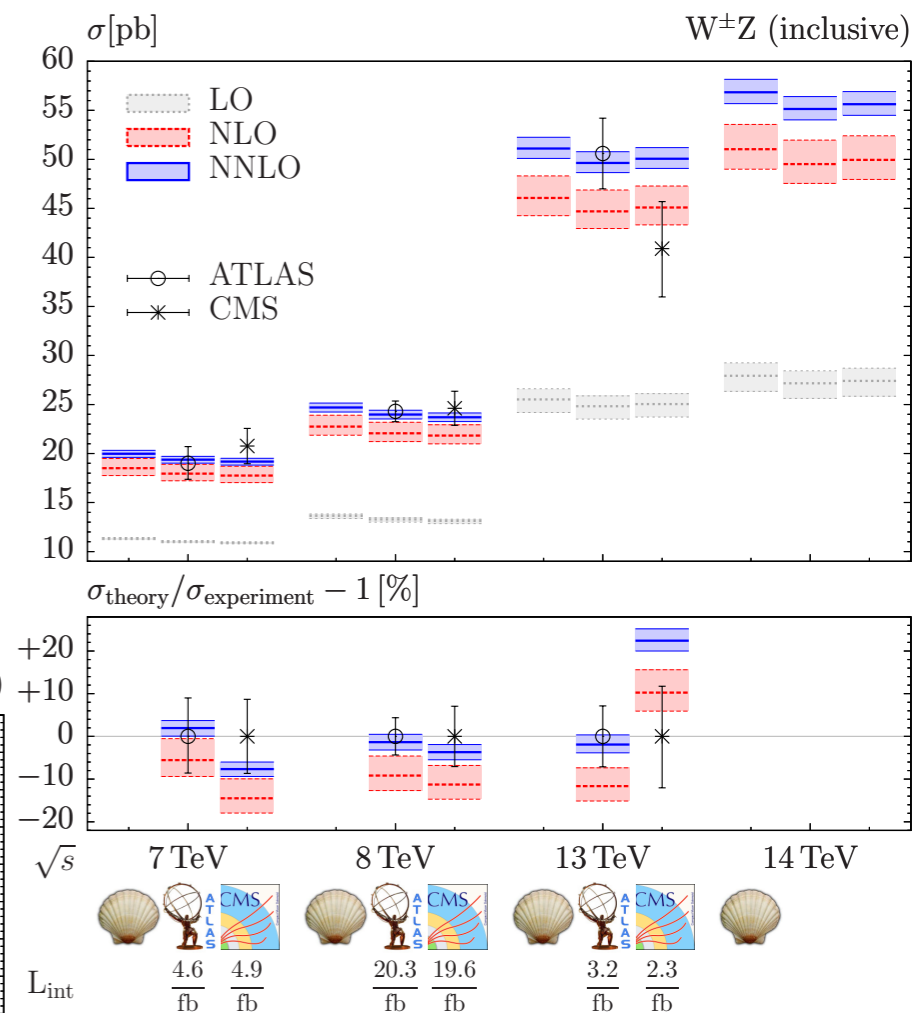 σ[pb] W±Z (inclusive)
60
55
50
45
40
35
30
25
20
15
10
LO
NLO
NNLO
ATLAS
CMS
σtheory/σexperiment − 1 [%]
+20
+10
0
−10
−20
)
√s 7 TeV 8 TeV 13 TeV 14 TeV
ATLAS CMS ATLAS CMS ATLAS CMS
Lint 4.6/fb 4.9/fb 20.3/fb 19.6/fb 3.2/fb 2.3/fb